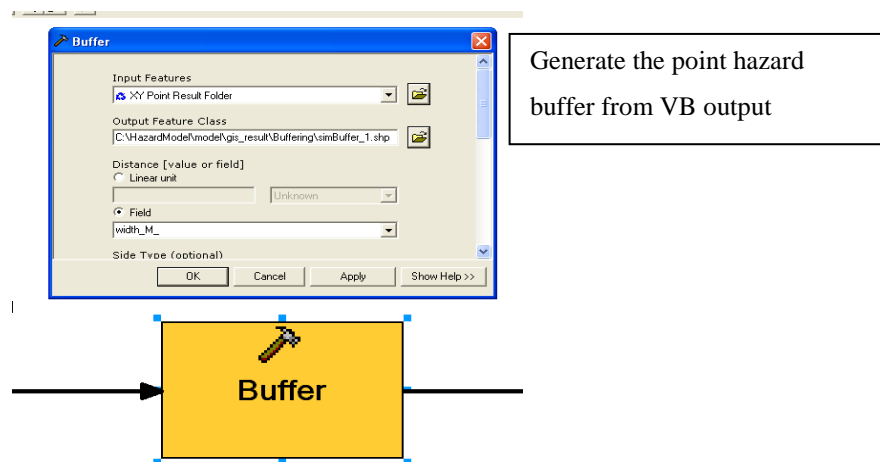 Buffer
Generate the point hazard
buffer from VB output
Input Features
XY Point Result Folder
Output Feature Class
C:\HazardModel\model\gis_result\Buffering\simBuffer_1.shp
Distance [value or field]
Linear unit
Unknown
Field
width_M_
Side Type (optional)
OK Cancel Apply Show Help >>
Buffer